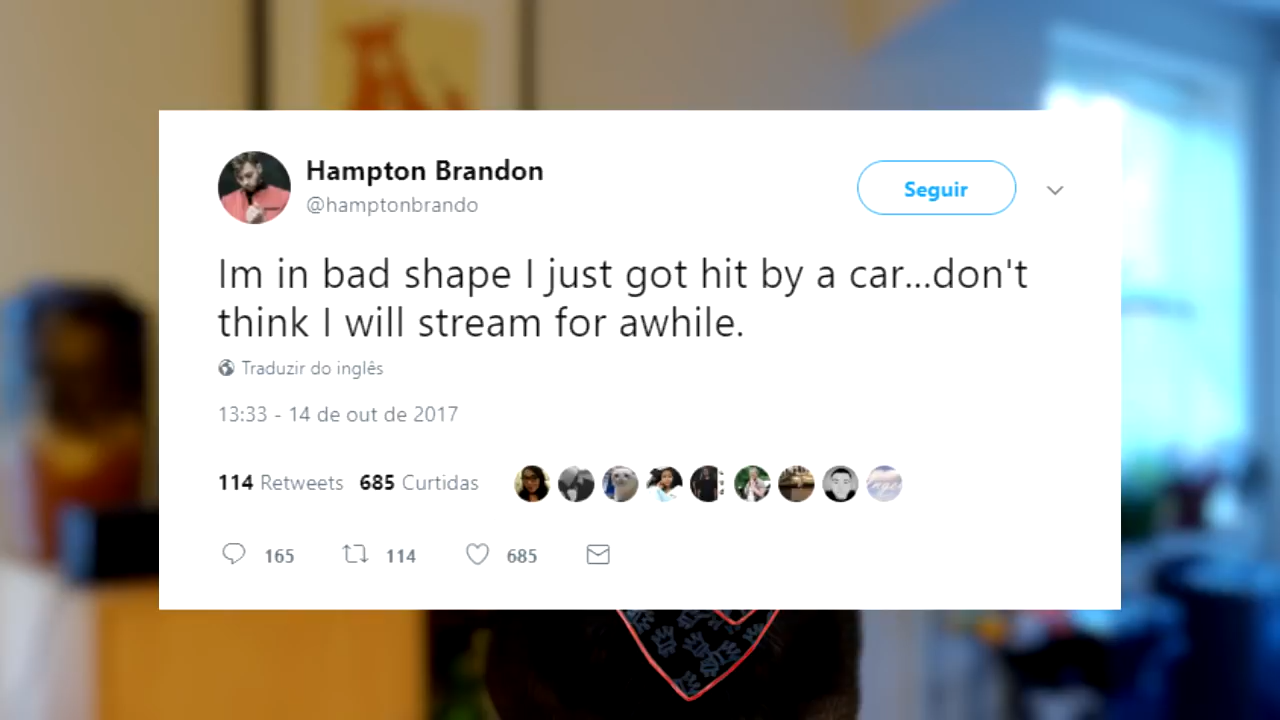 Hampton Brandon
@hamptonbrando
Seguir
Im in bad shape I just got hit by a car...don't
think I will stream for awhile.
Traduzir do inglês
13:33 - 14 de out de 2017
114 Retweets 685 Curtidas
165 114 685